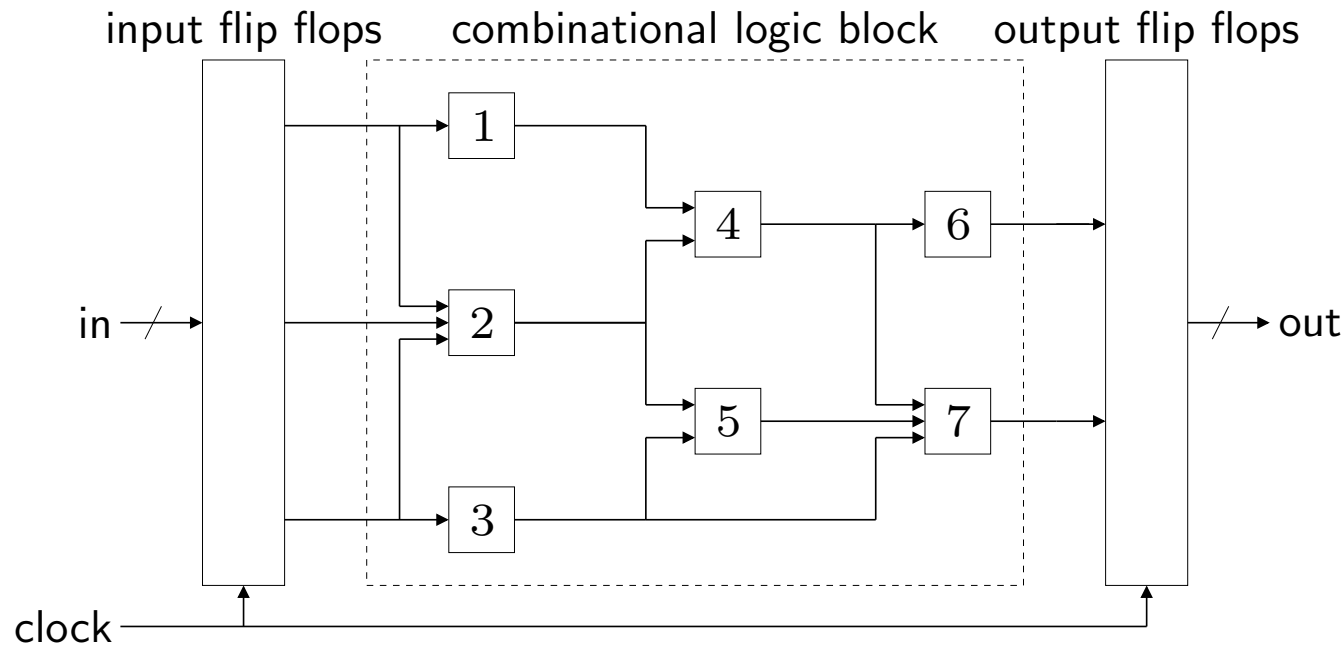 input flip flops
combinational logic block
output flip flops
1
4
6
in
2
out
5
7
3
clock